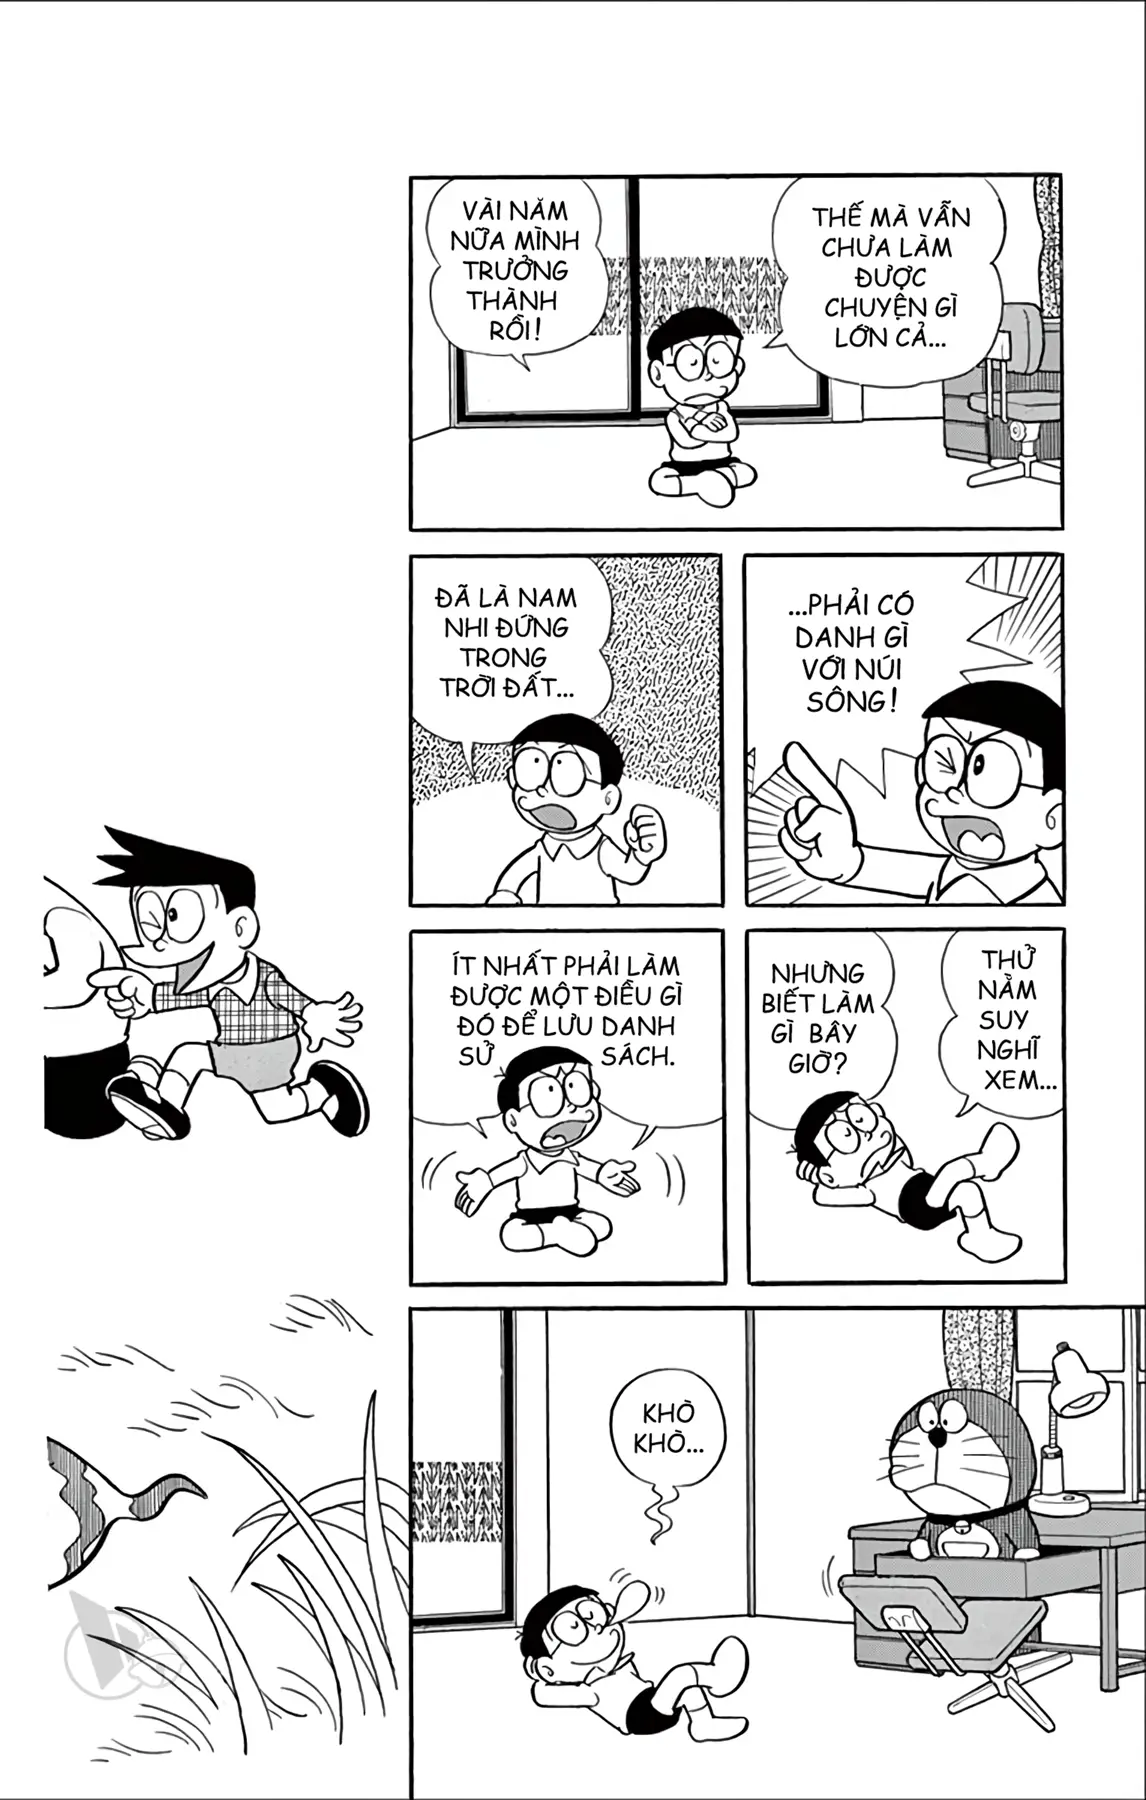 VÀI NĂM
NỮA MÌNH
TRƯỞNG
THÀNH
RỒI!
THẾ MÀ VẪN
CHƯA LÀM
ĐƯỢC
CHUYỆN GÌ
LỚN CẢ...
ĐÃ LÀ NAM
NHI ĐỨNG
TRONG
TRỜI ĐẤT...
...PHẢI CÓ
DANH GÌ
VỚI NÚI
SÔNG!
ÍT NHẤT PHẢI LÀM
ĐƯỢC MỘT ĐIỀU GÌ
ĐÓ ĐỂ LƯU DANH
SỬ SÁCH.
NHƯNG
BIẾT LÀM
GÌ BÂY
GIỜ?
THỬ
NẰM
SUY
NGHĨ
XEM...
KHÒ
KHÒ...